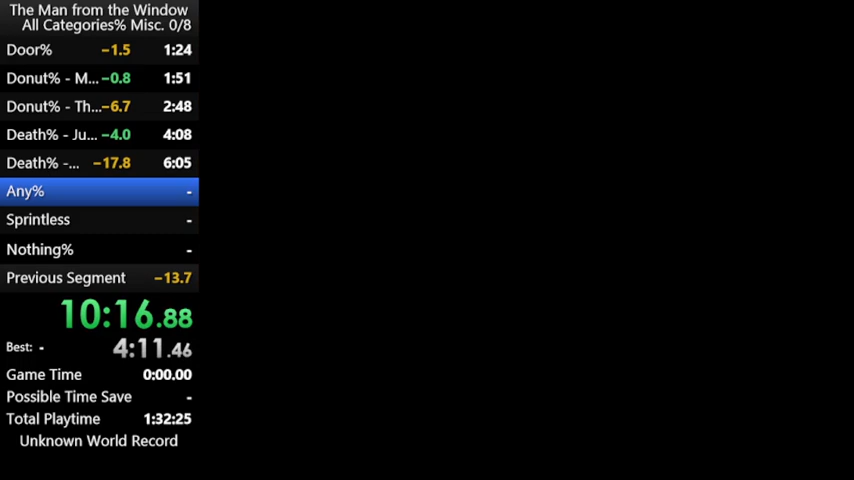 The Man from the Window
All Categories% Misc. 0/8
Door% −1.5 1:24
Donut% - M... −0.8 1:51
Donut% - Th... −6.7 2:48
Death% - Ju... −4.0 4:08
Death% -... −17.8 6:05
Any% -
Sprintless -
Nothing% -
Previous Segment −13.7
10:16.88
Best: - 4:11.46
Game Time 0:00.00
Possible Time Save -
Total Playtime 1:32:25
Unknown World Record